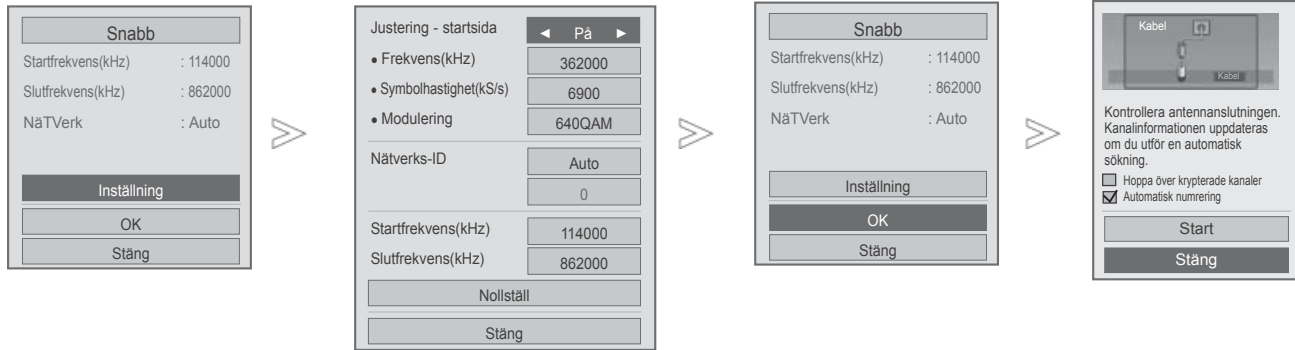 Snabb
Startfrekvens(kHz) : 114000
Slutfrekvens(kHz) : 862000
NäTVerk : Auto
Inställning
OK
Stäng
Justering - startsida ◄ På ►
• Frekvens(kHz) 362000
• Symbolhastighet(kS/s) 6900
• Modulering 640QAM
Nätverks-ID Auto
0
Startfrekvens(kHz) 114000
Slutfrekvens(kHz) 862000
Nollställ
Stäng
Snabb
Startfrekvens(kHz) : 114000
Slutfrekvens(kHz) : 862000
NäTVerk : Auto
Inställning
OK
Stäng
Kabel
Kabel
Kontrollera antennanslutningen.
Kanalinformationen uppdateras
om du utför en automatisk
sökning.
Hoppa över krypterade kanaler
Automatisk numrering
Start
Stäng